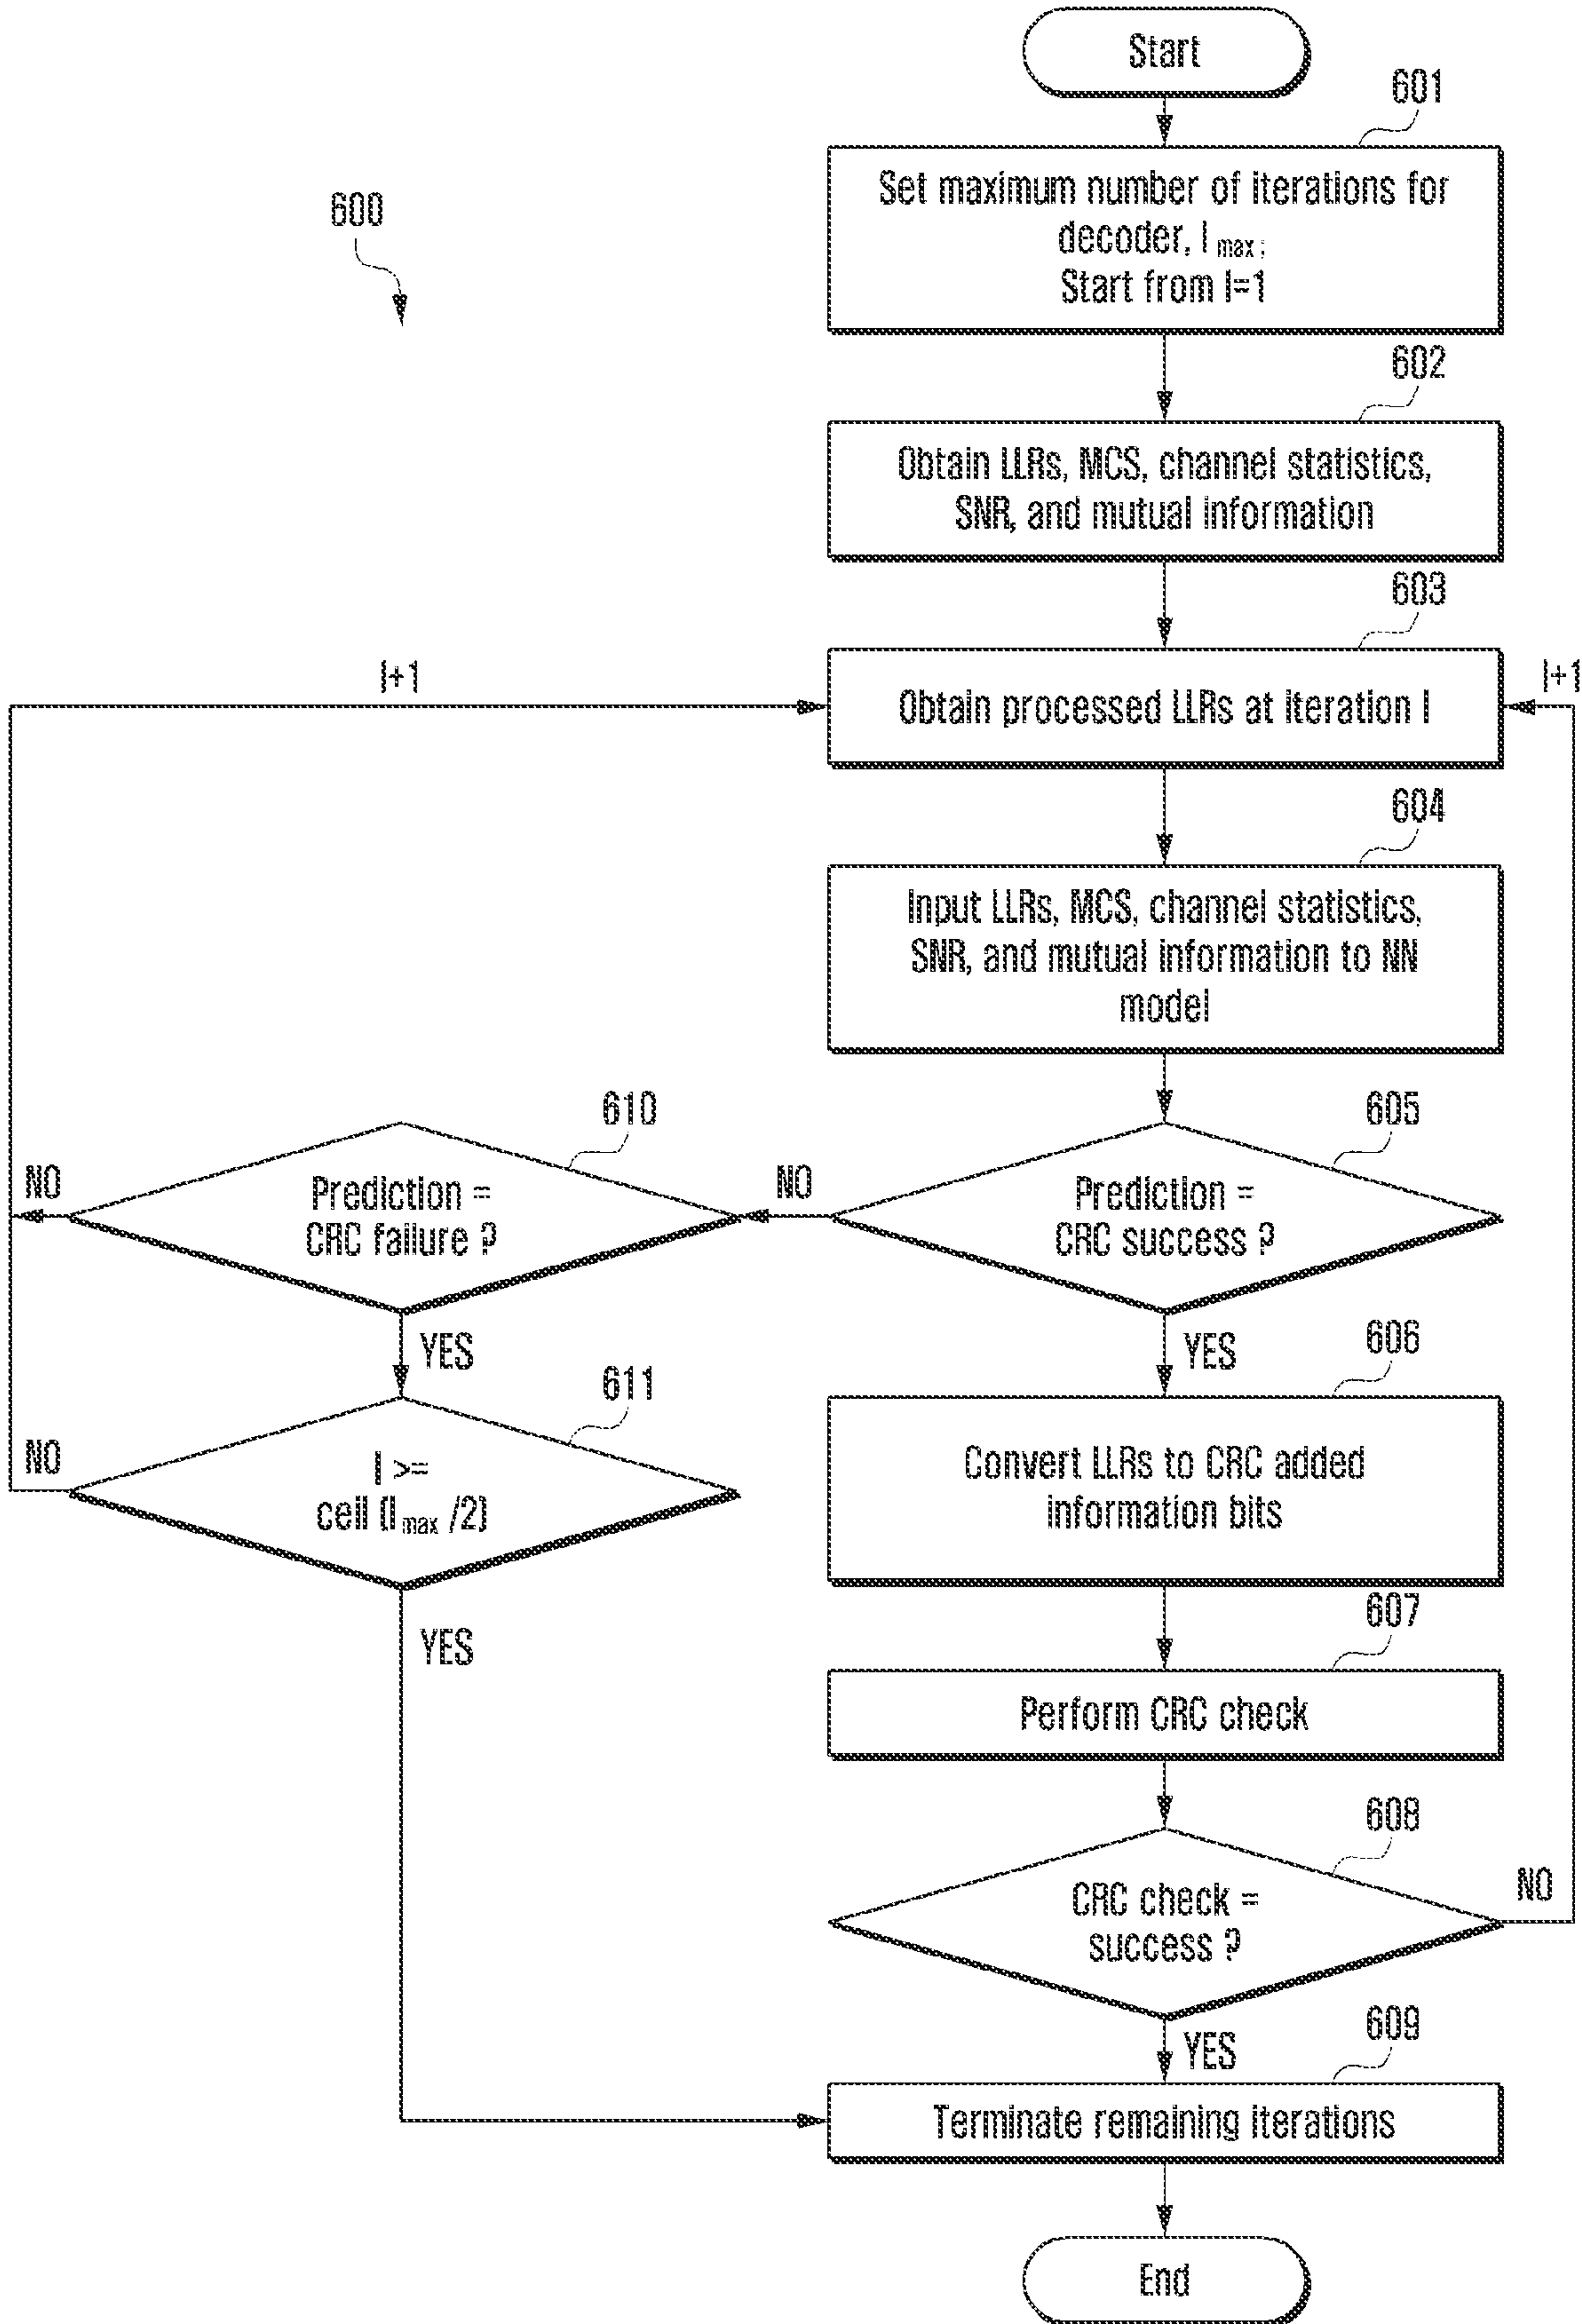 Start
601
Set maximum number of iterations for
decoder, I max ;
Start from I=1
600
602
Obtain LLRs, MCS, channel statistics,
SNR, and mutual information
603
I+1
I+1
Obtain processed LLRs at iteration I
604
Input LLRs, MCS, channel statistics,
SNR, and mutual information to NN
model
610
605
NO
Prediction =
CRC failure ?
NO
Prediction =
CRC success ?
YES
YES
611
606
NO
I >=
ceil (I max /2)
Convert LLRs to CRC added
information bits
YES
607
Perform CRC check
608
CRC check =
success ?
NO
YES
609
Terminate remaining iterations
End